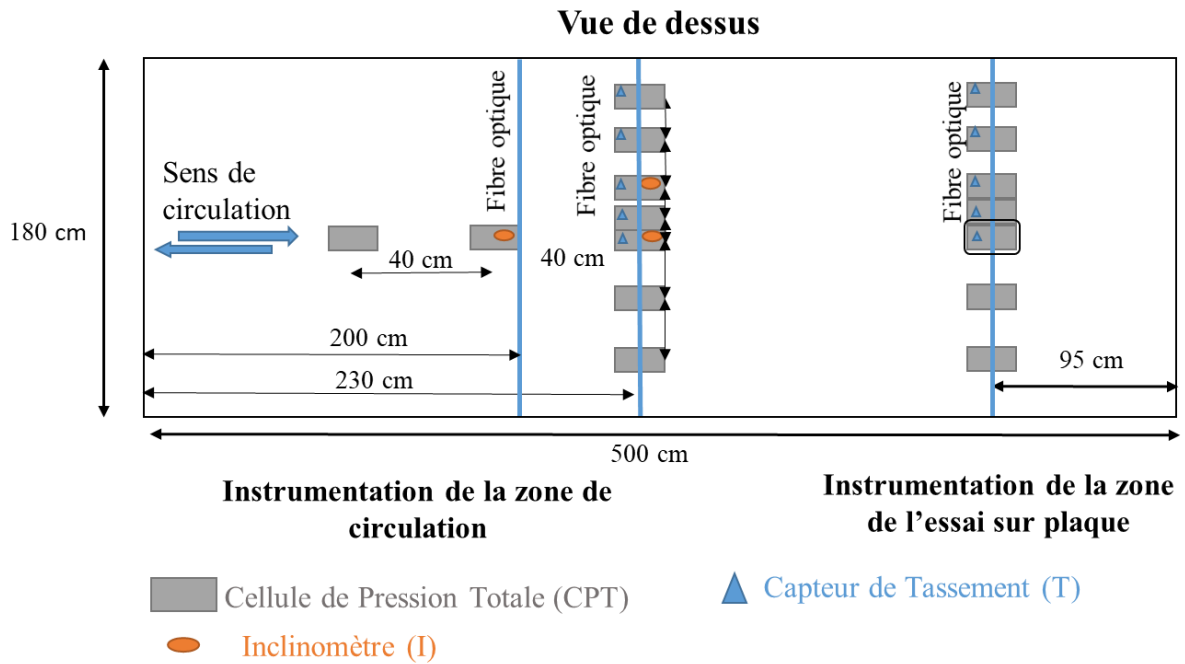 Vue de dessus
Fibre optique
Fibre optique
Fibre optique
Sens de
circulation
180 cm
40 cm
40 cm
200 cm
230 cm
95 cm
500 cm
Instrumentation de la zone de
circulation
Instrumentation de la zone
de l’essai sur plaque
Cellule de Pression Totale (CPT)
Capteur de Tassement (T)
Inclinomètre (I)